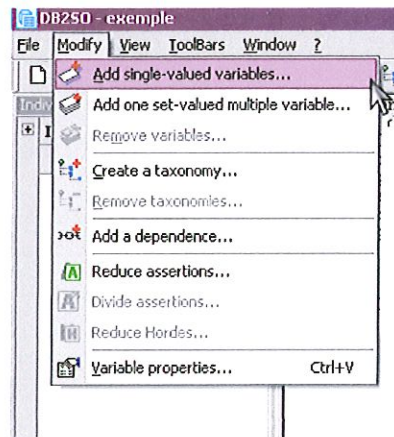 DB2SO - exemple
File Modify View ToolBars Window ?
Add single-valued variables...
Add one set-valued multiple variable...
Remove variables...
Create a taxonomy...
Remove taxonomies...
Add a dependence...
Reduce assertions...
Divide assertions...
Reduce Hordes...
Variable properties... Ctrl+V